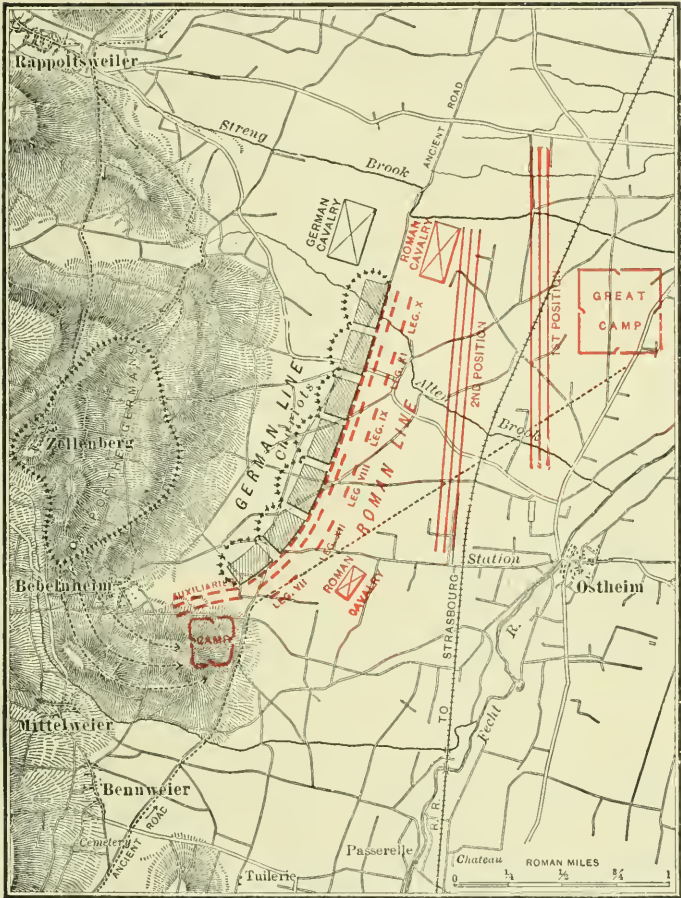 Rappoltsweiler
Streng
Brook
ANCIENT ROAD
GERMAN
CAVALRY
ROMAN
CAVALRY
GREAT
CAMP
1ST POSITION
2ND POSITION
LEG. X
LEG. XI
LEG. IX
LEG. VIII
LEG. VII
GERMAN LINE
Chariots
ROMAN LINE
Alten
Brook
Zellenberg
Bebelnheim
AUXILIARIES
CAMP
ROMAN
CAVALRY
Station
Ostheim
R. R. TO STRASBOURG
Fecht R.
Mittelweier
Bennweier
Cemetery
ANCIENT ROAD
Tuilerie
Passerelle
Chateau
ROMAN MILES
0 ¼ ½ ¾ 1